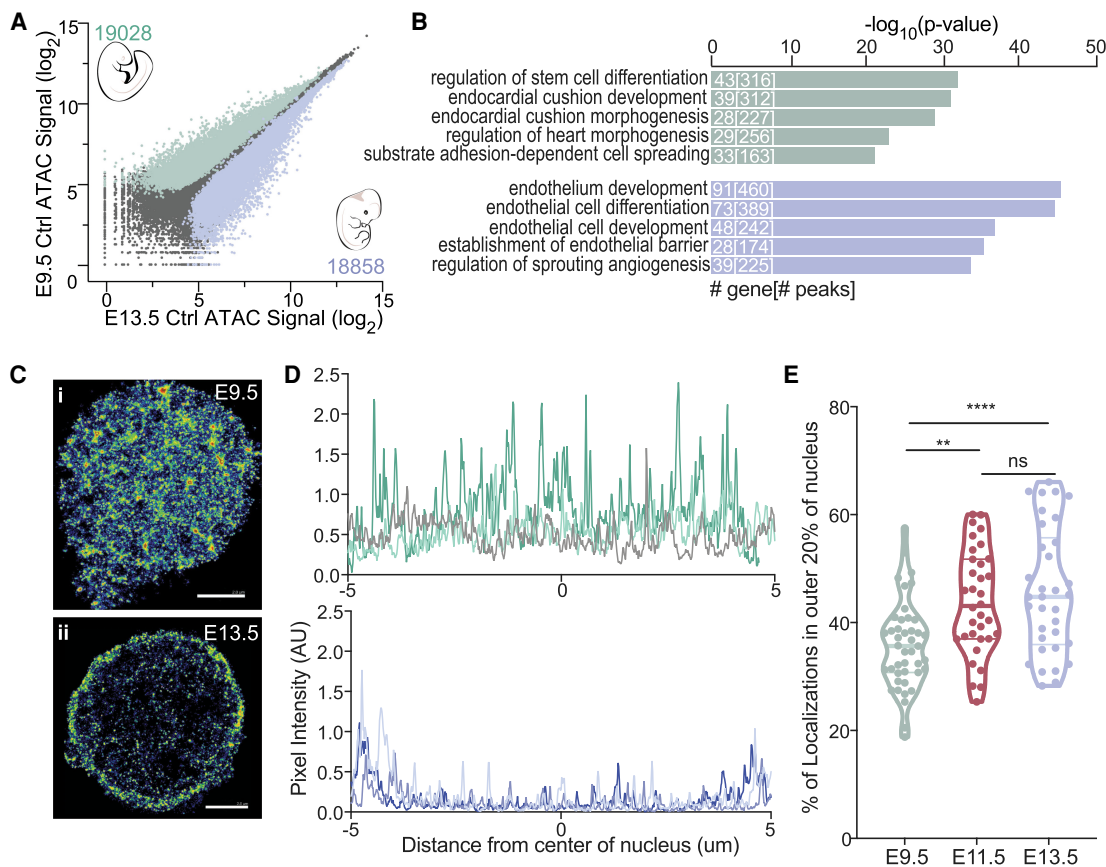 A
15
10
5
0
E9.5 Ctrl ATAC Signal (log2)
19028
18858
0
5
10
15
E13.5 Ctrl ATAC Signal (log2)
B
-log10(p-value)
0
10
20
30
40
50
regulation of stem cell differentiation 43[316]
endocardial cushion development 39[312]
endocardial cushion morphogenesis 28[227]
regulation of heart morphogenesis 29[256]
substrate adhesion-dependent cell spreading 33[163]
endothelium development 91[460]
endothelial cell differentiation 73[389]
endothelial cell development 48[242]
establishment of endothelial barrier 28[174]
regulation of sprouting angiogenesis 39[225]
# gene[# peaks]
C
i
E9.5
ii
E13.5
D
2.5
2.0
1.5
1.0
0.5
0.0
-5
0
5
2.5
2.0
1.5
1.0
0.5
0.0
Pixel Intensity (AU)
-5
0
5
Distance from center of nucleus (um)
E
80
60
40
20
0
% of Localizations in outer 20% of nucleus
****
**
ns
E9.5
E11.5
E13.5